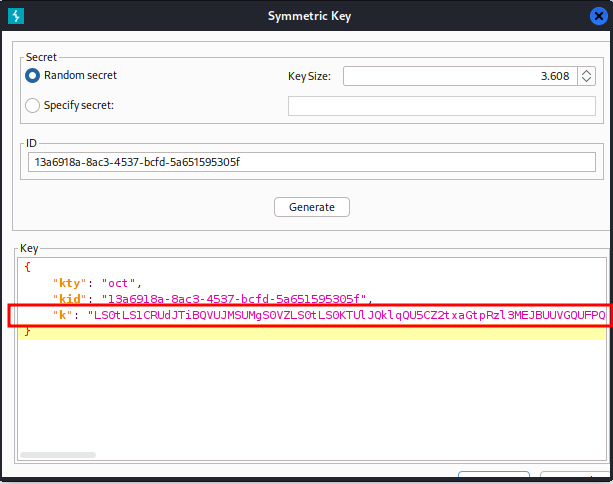 Symmetric Key
Secret
Random secret
Key Size:
3.608
Specify secret:
ID
13a6918a-8ac3-4537-bcfd-5a651595305f
Generate
Key
{
"kty": "oct",
"kid": "13a6918a-8ac3-4537-bcfd-5a651595305f",
"k": "LS0tLS1CRUdJTiBQVUJMSUMgS0VZLS0tLS0KTUlJQklqQU5CZ2txaGtpRzl3MEJBUUVGQUFPQ
}